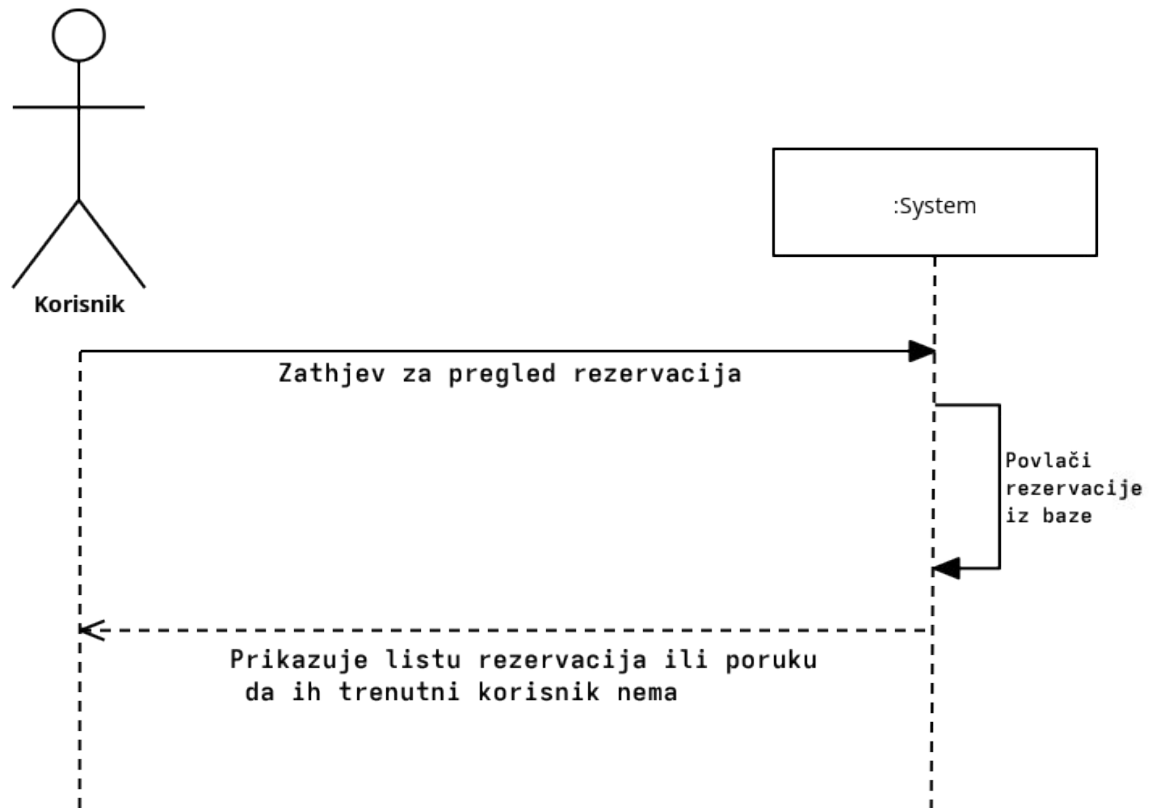 :System
Korisnik
Zathjev za pregled rezervacija
Povlači
rezervacije
iz baze
Prikazuje listu rezervacija ili poruku
da ih trenutni korisnik nema